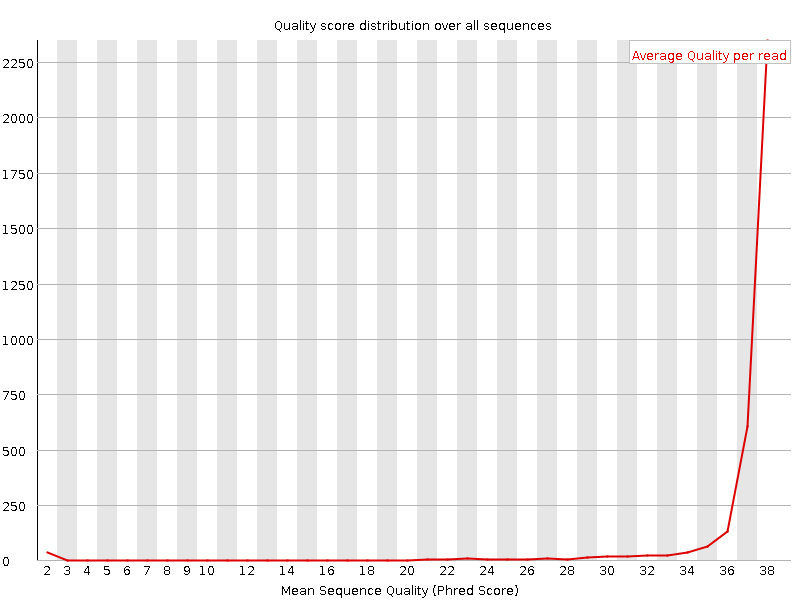 Quality score distribution over all sequences
Average Quality per read
2250
2000
1750
1500
1250
1000
750
500
250
0
2 3 4 5 6 7 8 9 10 12 14 16 18 20 22 24 26 28 30 32 34 36 38
Mean Sequence Quality (Phred Score)